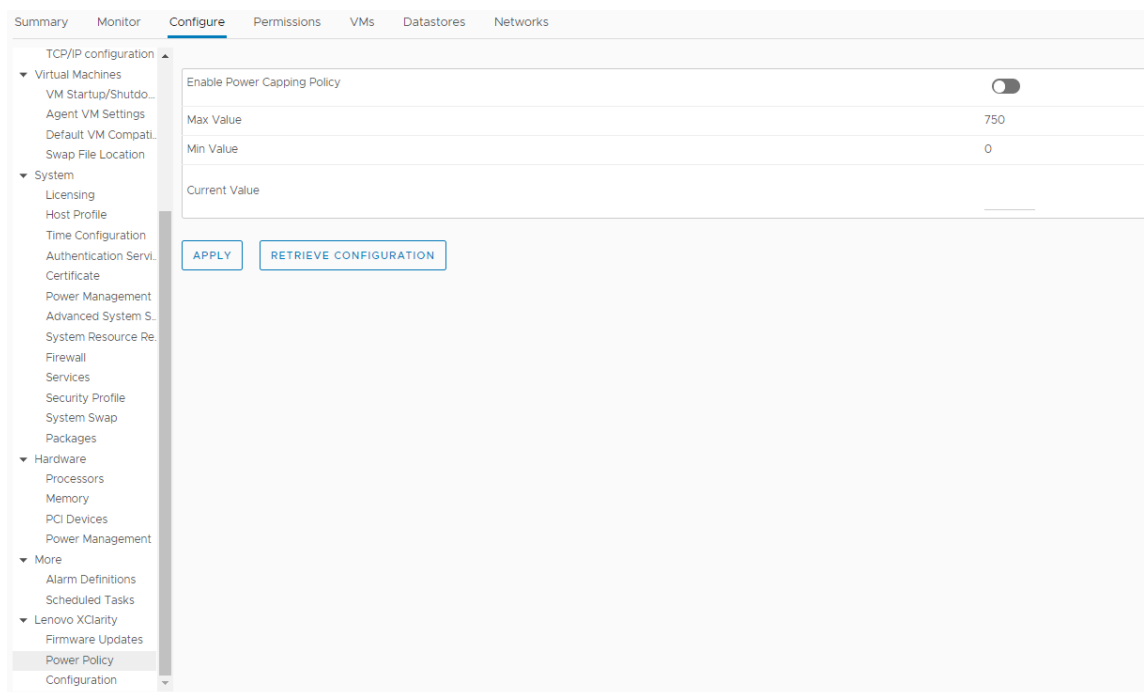 Summary Monitor Configure Permissions VMs Datastores Networks
TCP/IP configuration
Virtual Machines
VM Startup/Shutdo...
Agent VM Settings
Default VM Compati..
Swap File Location
System
Licensing
Host Profile
Time Configuration
Authentication Servi..
Certificate
Power Management
Advanced System S..
System Resource Re.
Firewall
Services
Security Profile
System Swap
Packages
Hardware
Processors
Memory
PCI Devices
Power Management
More
Alarm Definitions
Scheduled Tasks
Lenovo XClarity
Firmware Updates
Power Policy
Configuration
Enable Power Capping Policy
Max Value 750
Min Value 0
Current Value
APPLY RETRIEVE CONFIGURATION